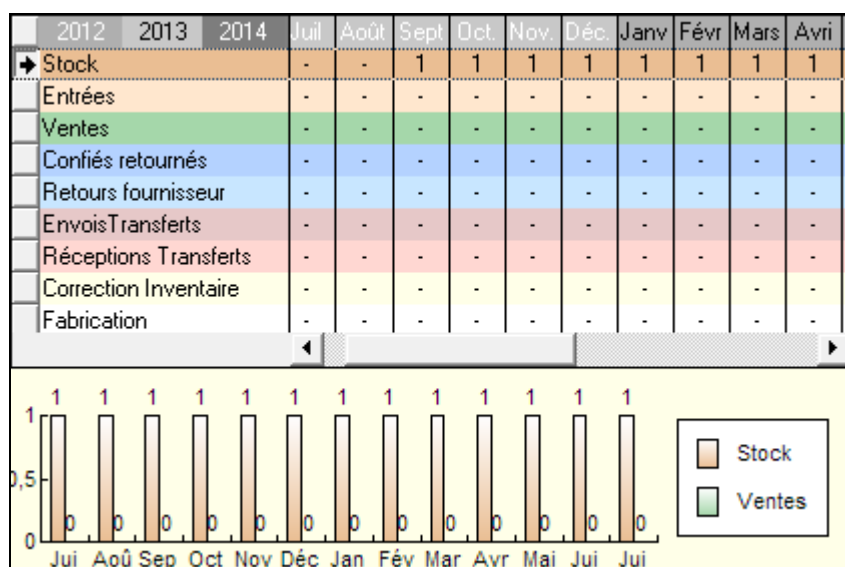 2012 2013 2014 Juil Août Sept Oct. Nov. Déc. Janv Févr Mars Avri
Stock - - 1 1 1 1 1 1 1 1
Entrées - - - - - - - - - -
Ventes - - - - - - - - - -
Confiés retournés - - - - - - - - - -
Retours fournisseur - - - - - - - - - -
EnvoisTransferts - - - - - - - - - -
Réceptions Transferts - - - - - - - - - -
Correction Inventaire - - - - - - - - - -
Fabrication - - - - - - - - - -
1 1 1 1 1 1 1 1 1 1 1 1 1
1
0,5
0 0 0 0 0 0 0 0 0 0 0 0 0
0
Jui Aoû Sep Oct Nov Déc Jan Fév Mar Avr Mai Jui Jui
Stock
Ventes